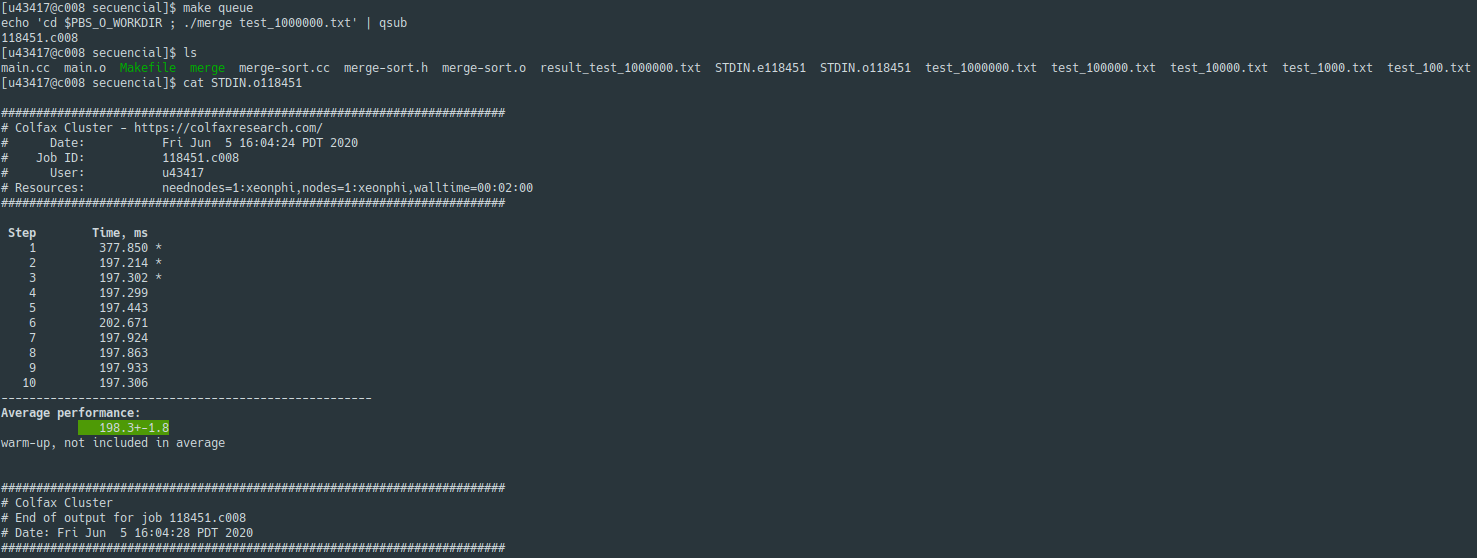 [u43417@c008 secuencial]$ make queue
echo 'cd $PBS_O_WORKDIR ; ./merge test_1000000.txt' | qsub
118451.c008
[u43417@c008 secuencial]$ ls
main.cc  main.o  Makefile  merge  merge-sort.cc  merge-sort.h  merge-sort.o  result_test_1000000.txt  STDIN.e118451  STDIN.o118451  test_1000000.txt  test_100000.txt  test_10000.txt  test_1000.txt  test_100.txt
[u43417@c008 secuencial]$ cat STDIN.o118451
########################################################################
# Colfax Cluster - https://colfaxresearch.com/
#      Date:           Fri Jun  5 16:04:24 PDT 2020
#    Job ID:           118451.c008
#      User:           u43417
# Resources:           neednodes=1:xeonphi,nodes=1:xeonphi,walltime=00:02:00
########################################################################
 Step        Time, ms
    1         377.850 *
    2         197.214 *
    3         197.302 *
    4         197.299
    5         197.443
    6         202.671
    7         197.924
    8         197.863
    9         197.933
   10         197.306
-----------------------------------------------------
Average performance:
              198.3+-1.8
warm-up, not included in average
########################################################################
# Colfax Cluster
# End of output for job 118451.c008
# Date: Fri Jun  5 16:04:28 PDT 2020
########################################################################